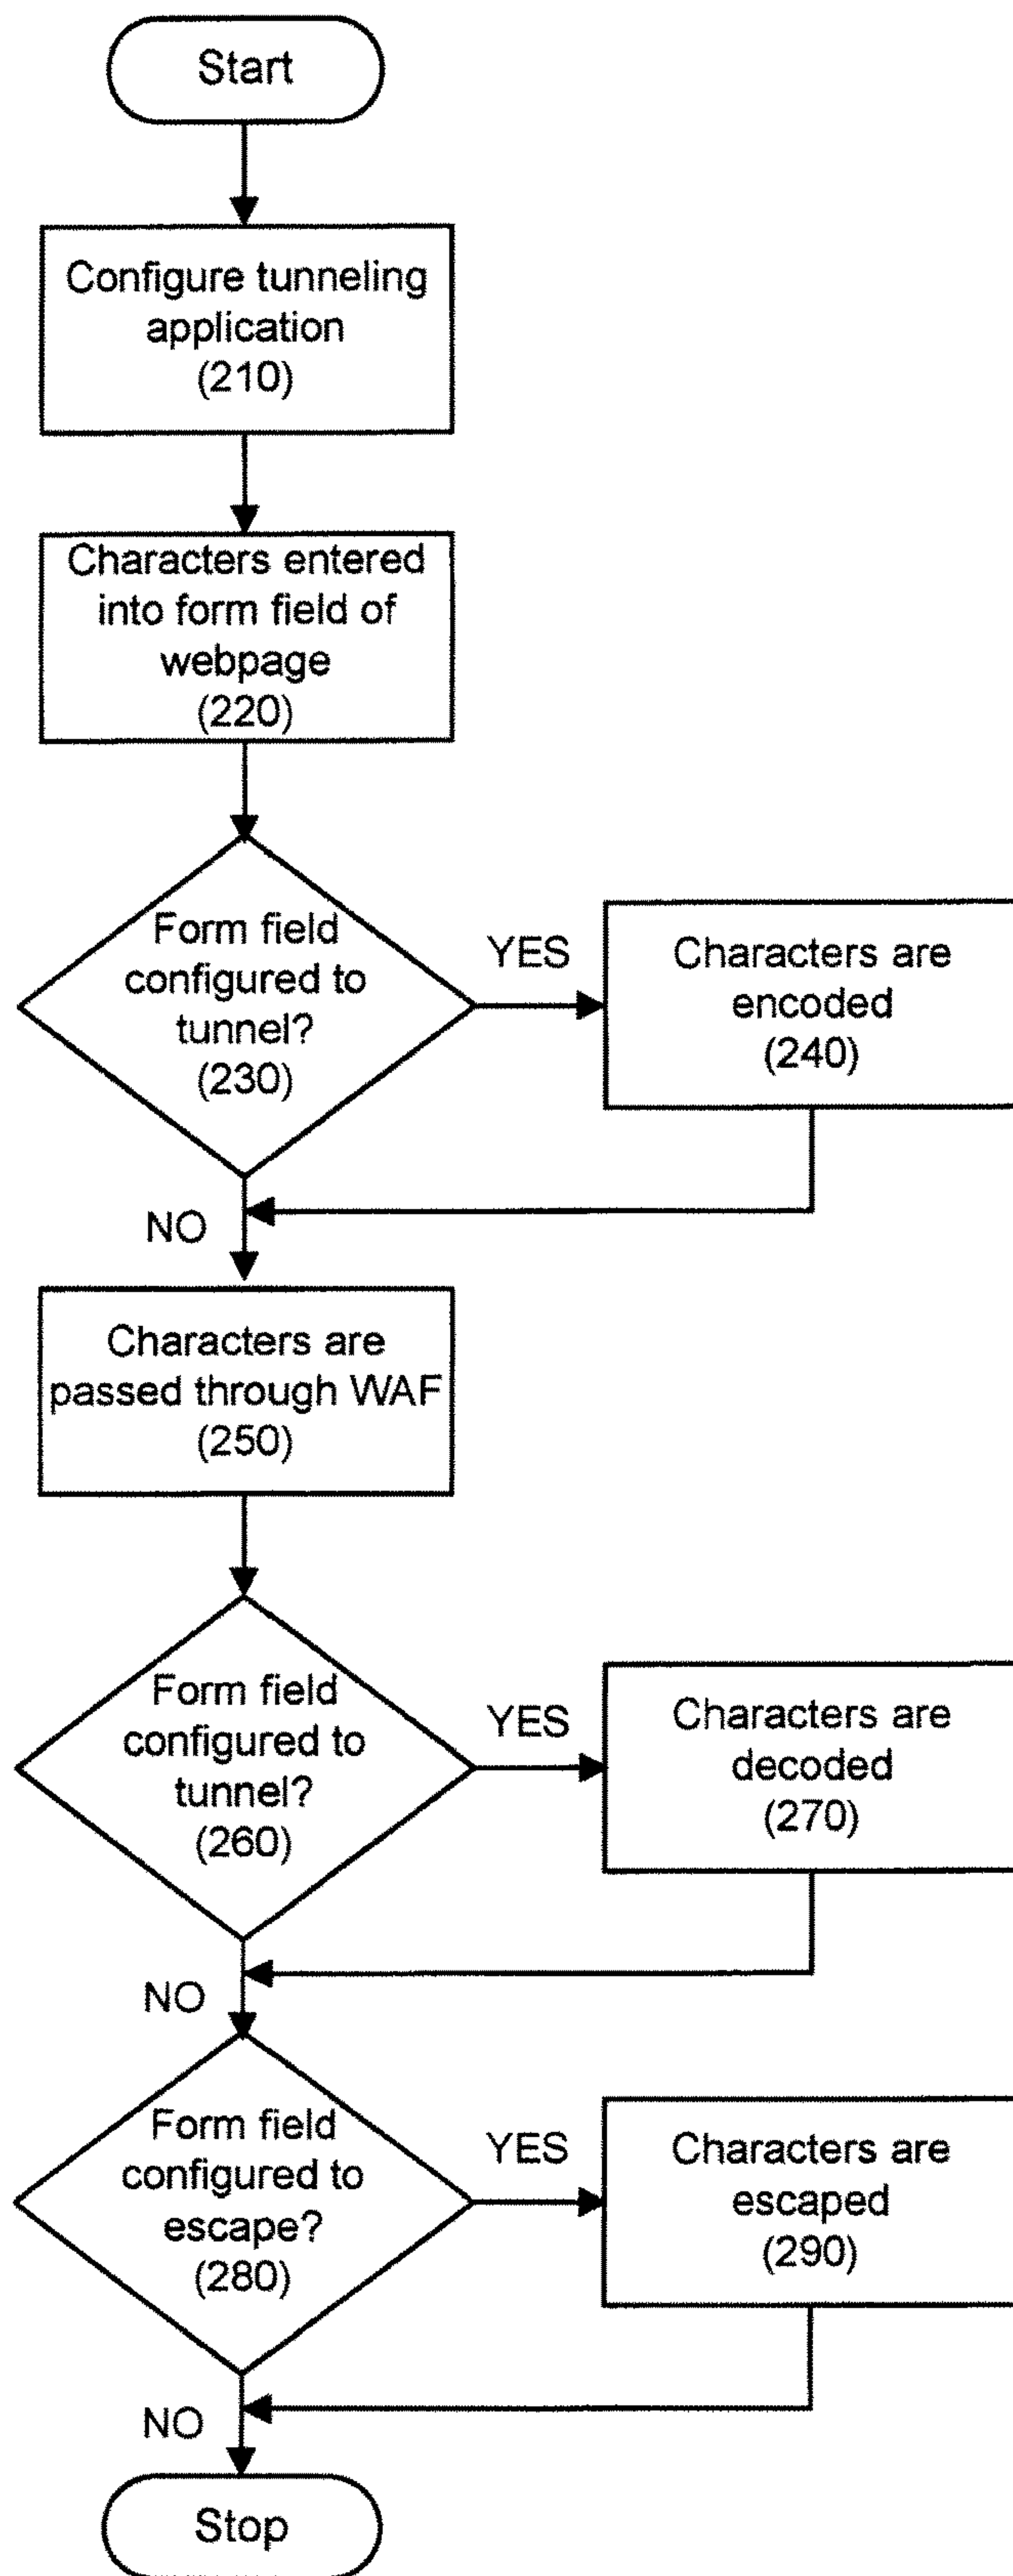 Start
Configure tunneling
application
(210)
Characters entered
into form field of
webpage
(220)
Form field
configured to
tunnel?
(230)
YES
Characters are
encoded
(240)
NO
Characters are
passed through WAF
(250)
Form field
configured to
tunnel?
(260)
YES
Characters are
decoded
(270)
NO
Form field
configured to
escape?
(280)
YES
Characters are
escaped
(290)
NO
Stop